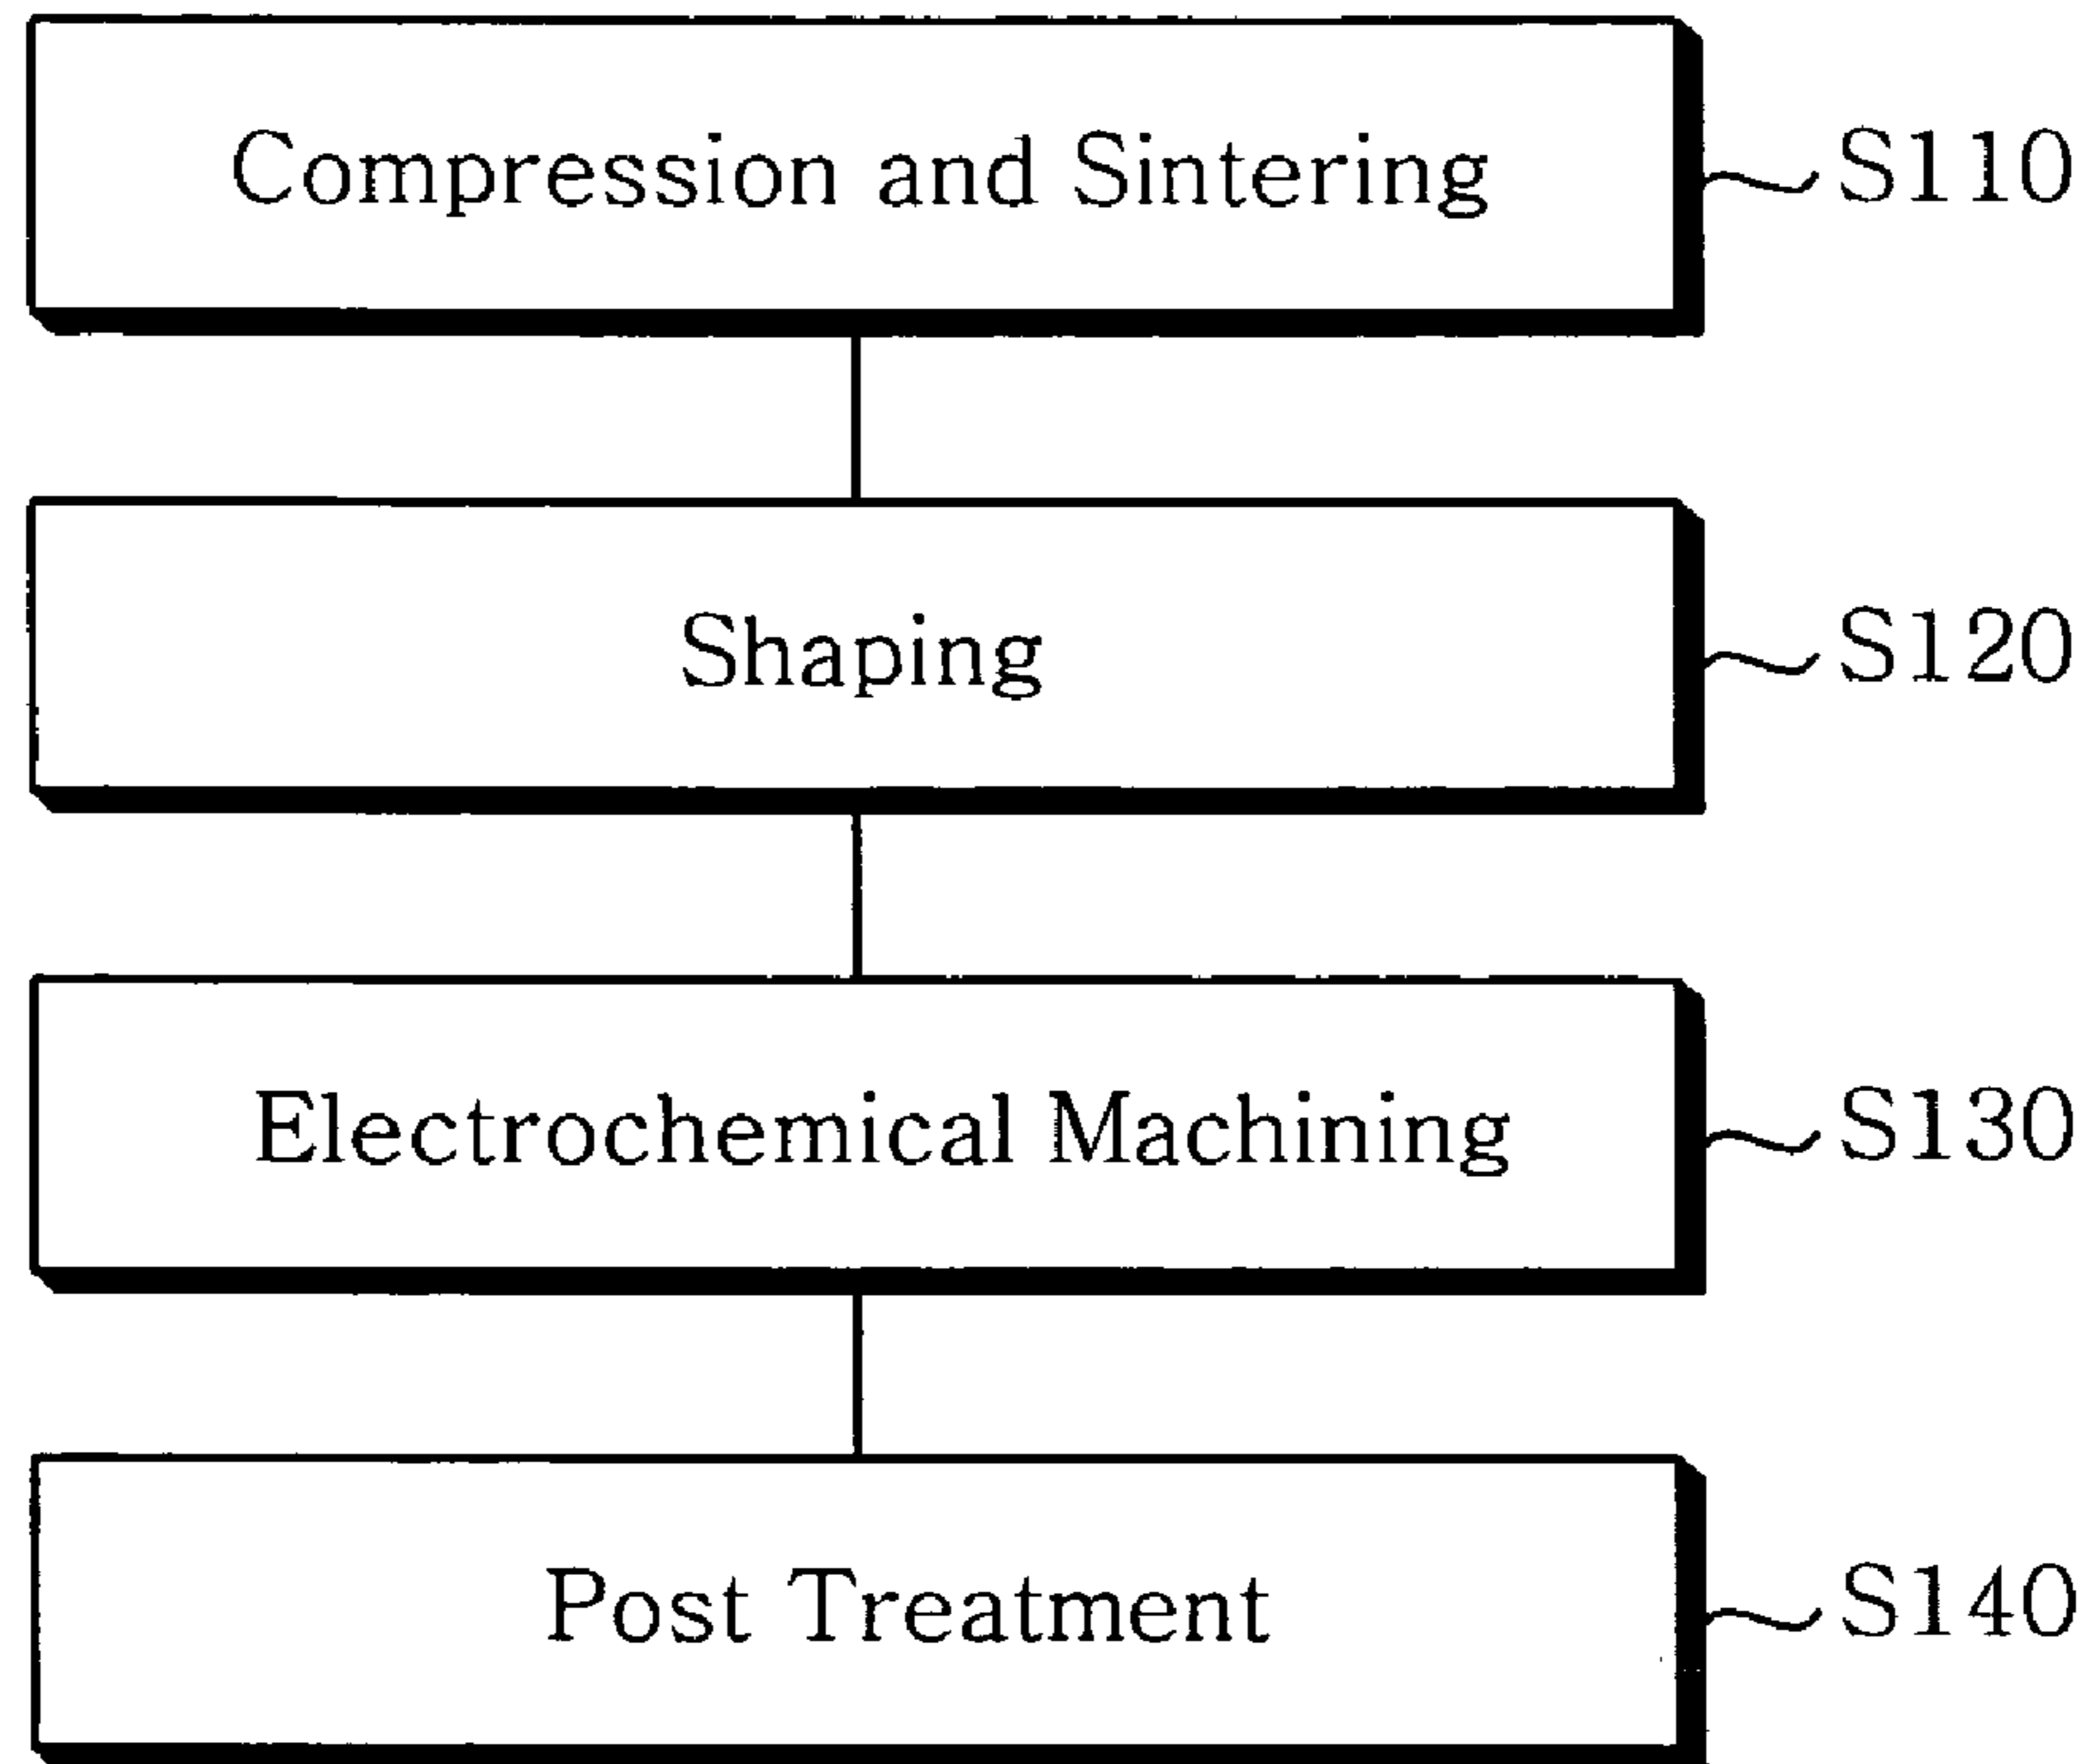 Compression and Sintering S110
Shaping S120
Electrochemical Machining S130
Post Treatment S140